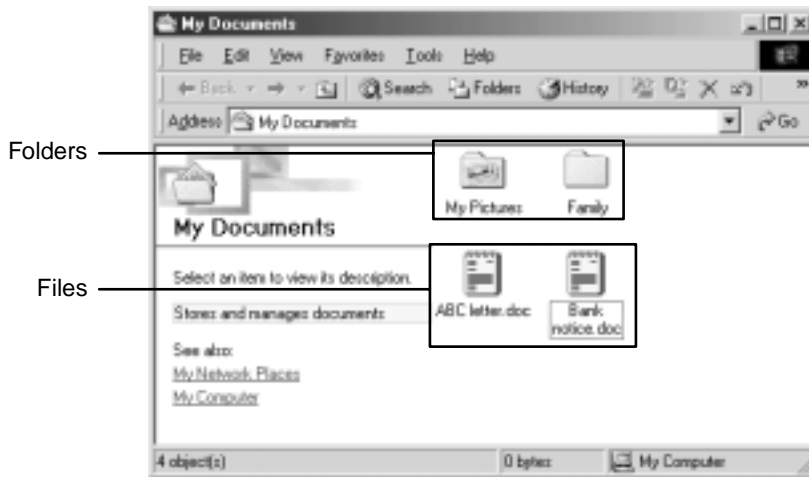 My Documents
File Edit View Favorites Tools Help
Back Search Folders History
Address My Documents Go
Folders
My Pictures Family
My Documents
Files
Select an item to view its description.
ABC letter.doc Bank
notice.doc
Stores and manages documents
See also:
My Network Places
My Computer
4 object(s) 0 bytes My Computer